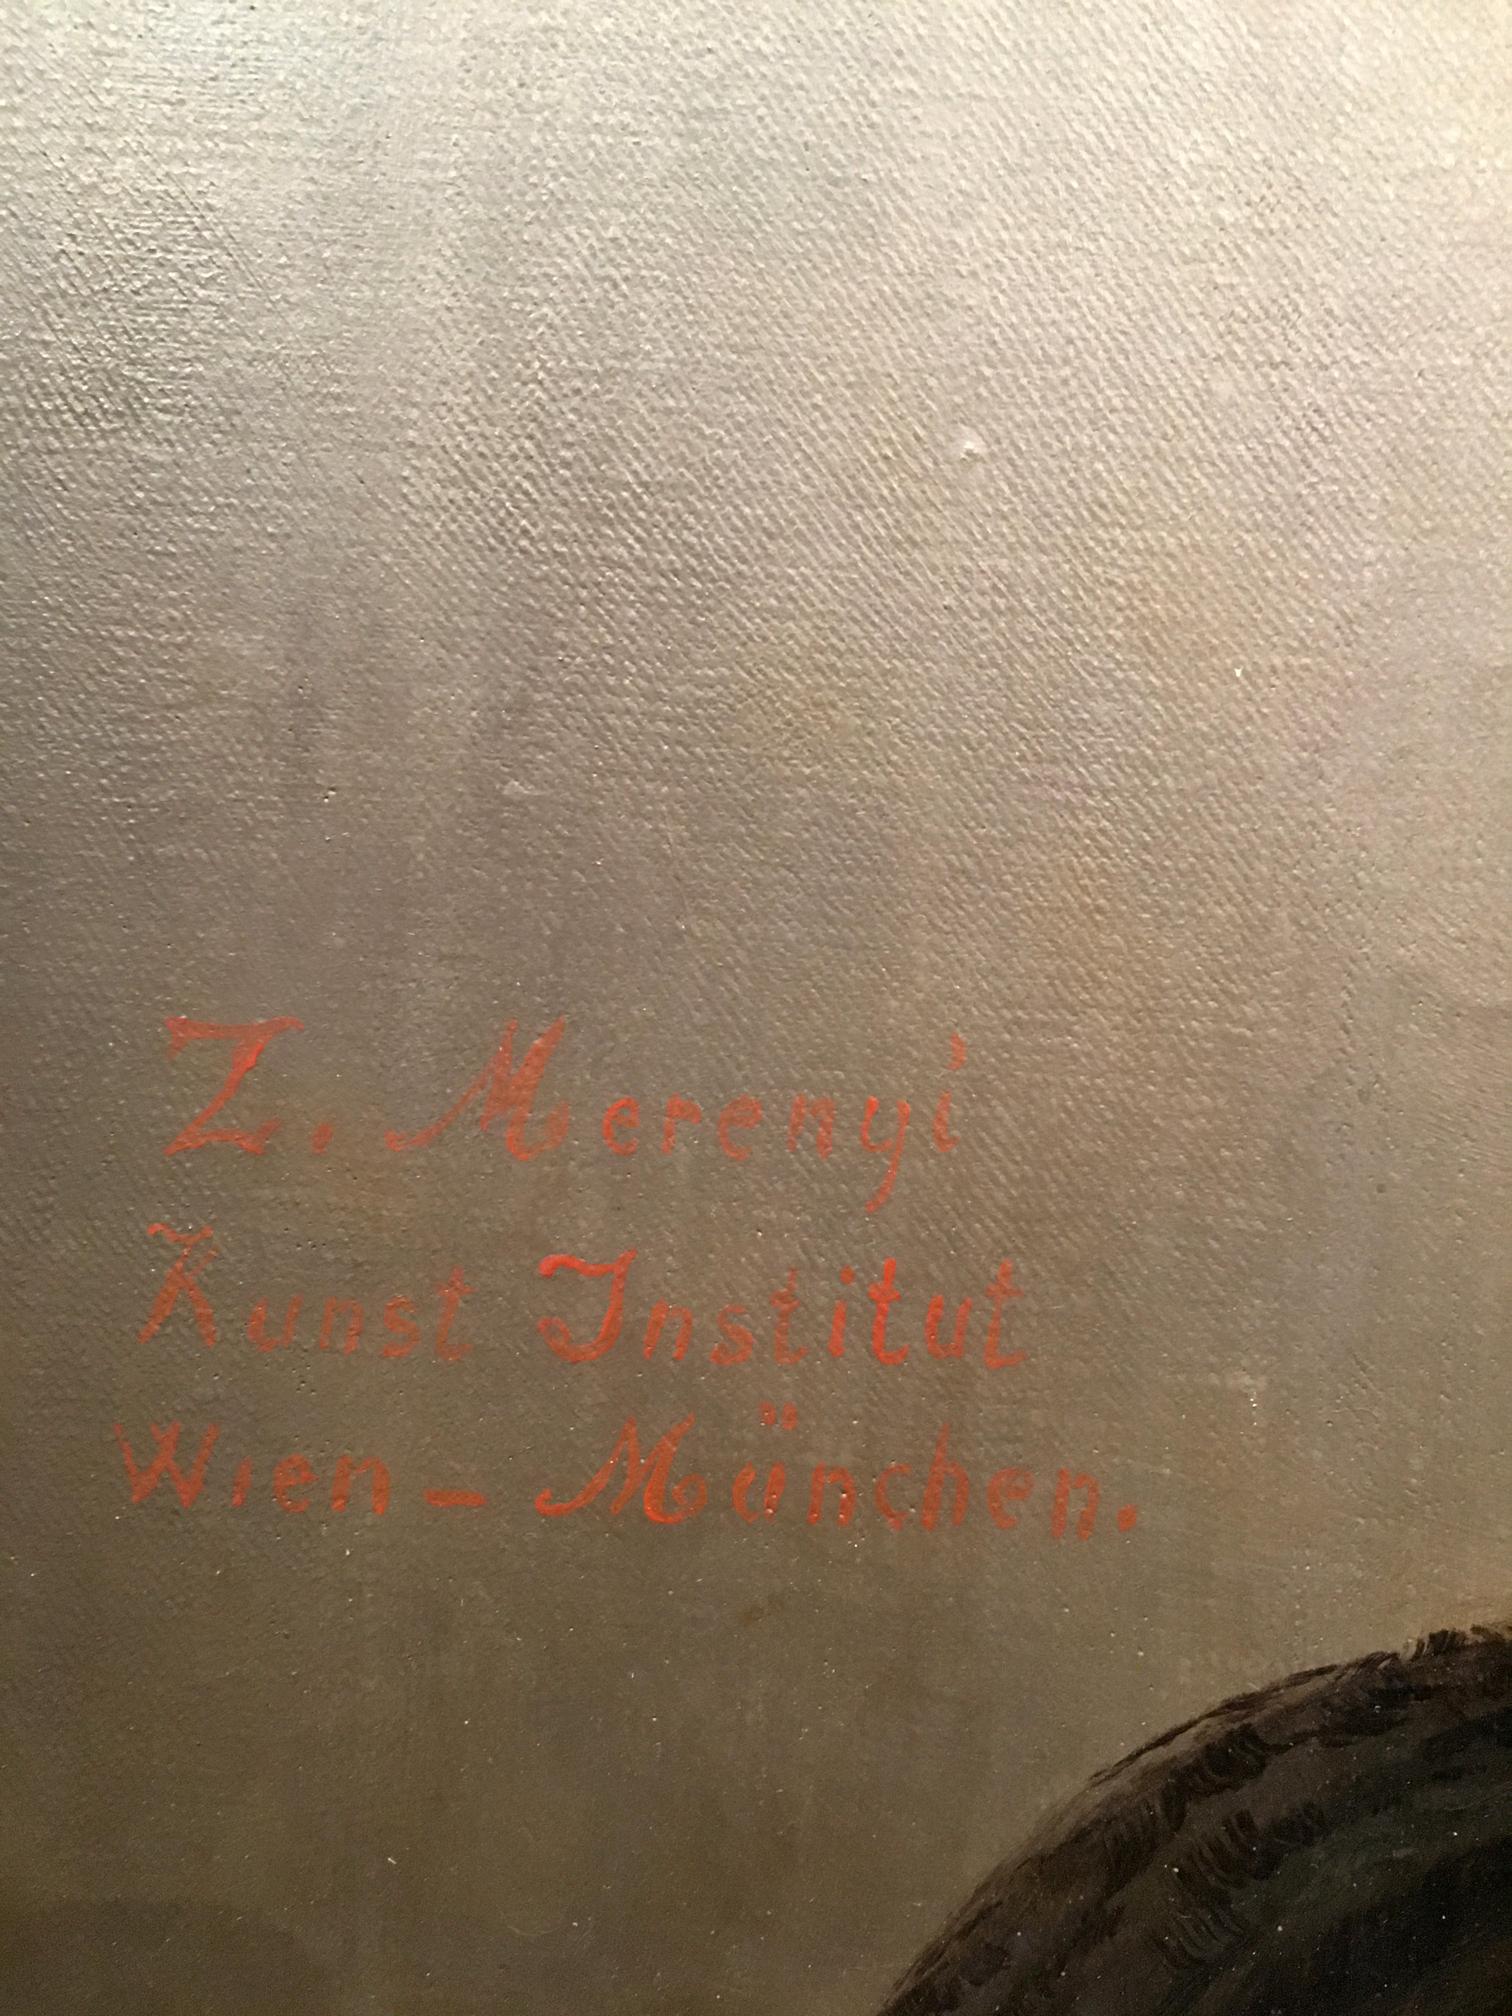 Z. Merenyi
Kunst Institut
Wien – München.